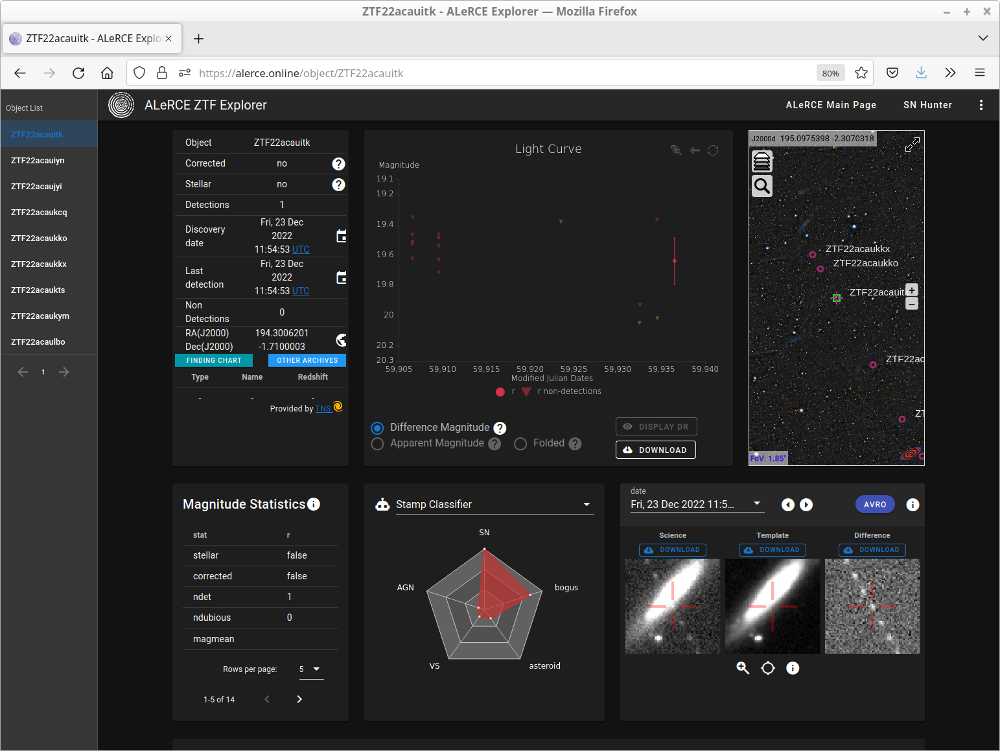 ZTF22acauitk - ALeRCE Explorer — Mozilla Firefox
ZTF22acauitk - ALeRCE Explo
https://alerce.online/object/ZTF22acauitk
80%
Object List
ALeRCE ZTF Explorer
ALeRCE Main Page
SN Hunter
ZTF22acauitk
ZTF22acauiyn
ZTF22acaujyi
ZTF22acaukcq
ZTF22acaukko
ZTF22acaukkx
ZTF22acaukts
ZTF22acaukym
ZTF22acaulbo
1
Object ZTF22acauitk
Corrected no ?
Stellar no ?
Detections 1
Discovery date Fri, 23 Dec 2022 11:54:53 UTC
Last detection Fri, 23 Dec 2022 11:54:53 UTC
Non Detections 0
RA(J2000) 194.3006201
Dec(J2000) -1.7100003
FINDING CHART
OTHER ARCHIVES
Type Name Redshift
- - -
Provided by TNS
Light Curve
Magnitude
19.1
19.2
19.4
19.6
19.8
20
20.2
20.3
59,905 59,910 59,915 59,920 59,925 59,930 59,935 59,940
Modified Julian Dates
r r non-detections
Difference Magnitude ?
Apparent Magnitude ?
Folded ?
DISPLAY DR
DOWNLOAD
J2000d 195.0975398 -2.3070318
ZTF22acaukkx
ZTF22acaukko
ZTF22acauitk
+
−
ZTF22ac
ZT
FoV: 1.85°
Magnitude Statistics i
stat r
stellar false
corrected false
ndet 1
ndubious 0
magmean
Rows per page: 5
1-5 of 14
Stamp Classifier
SN
AGN
bogus
VS
asteroid
date
Fri, 23 Dec 2022 11:5...
AVRO
i
Science Template Difference
DOWNLOAD DOWNLOAD DOWNLOAD
i